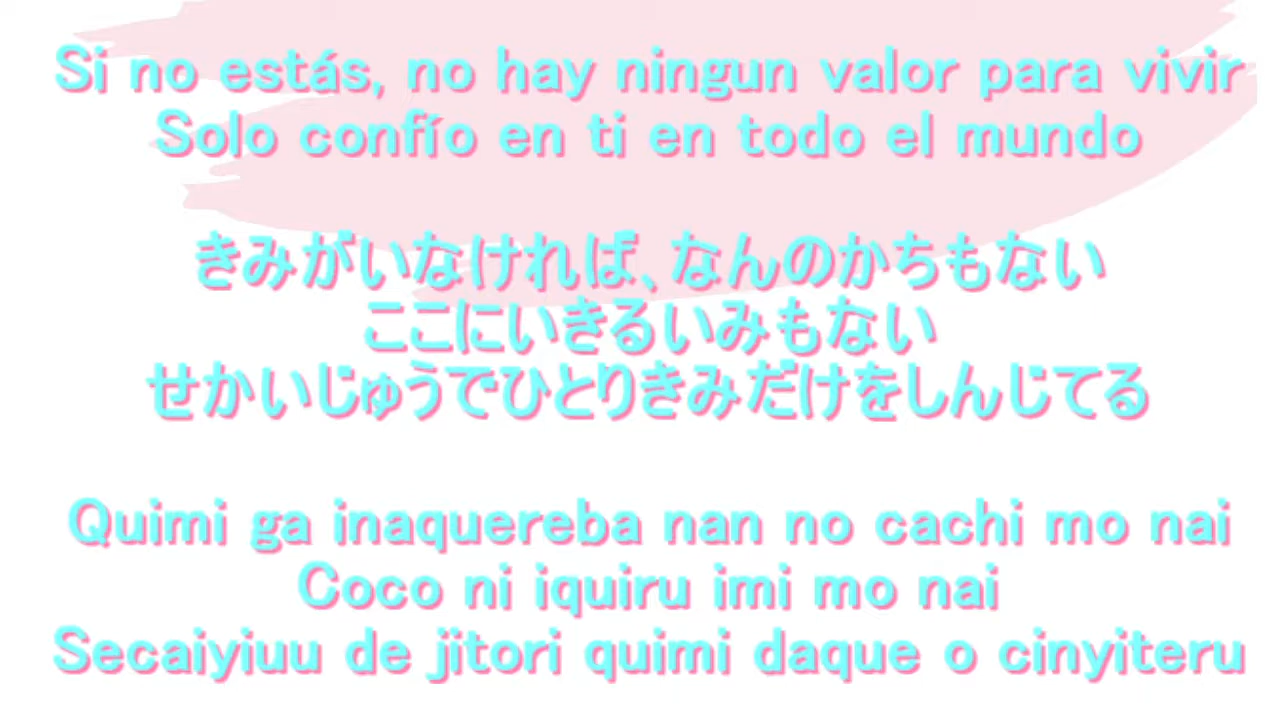 Si no estás, no hay ningun valor para vivir
Solo confío en ti en todo el mundo
きみがいなければ、なんのかちもない
ここにいきるいみもない
せかいじゅうでひとりきみだけをしんじてる
Quimi ga inaquereba nan no cachi mo nai
Coco ni iquiru imi mo nai
Secaiyiuu de jitori quimi daque o cinyiteru